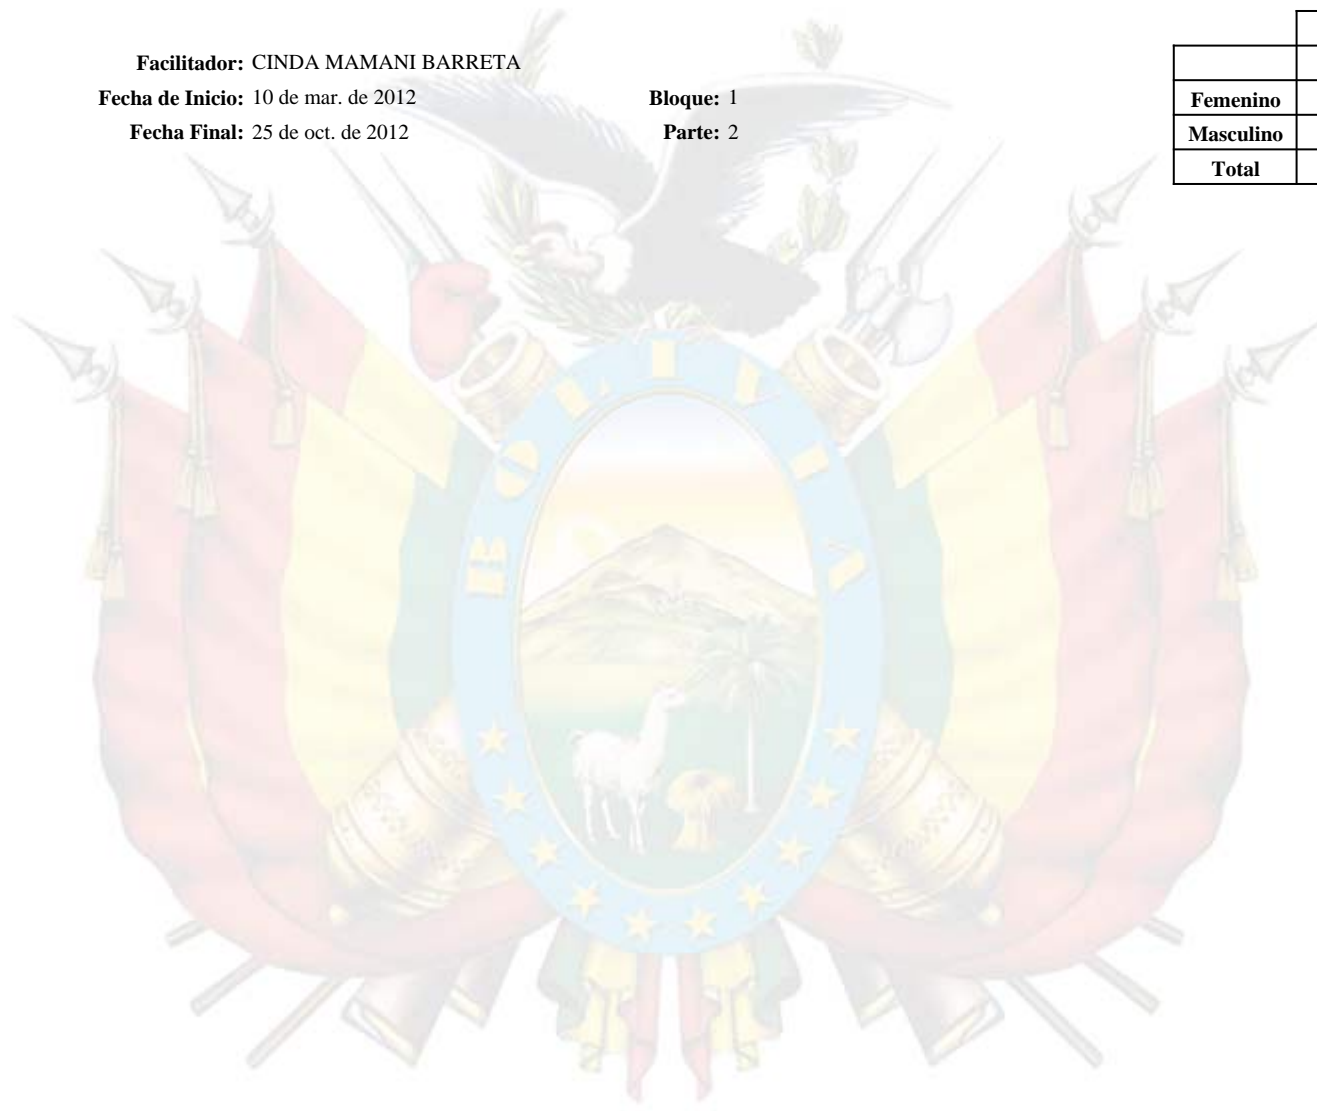 Facilitador: CINDA MAMANI BARRETA
Fecha de Inicio: 10 de mar. de 2012 Bloque: 1
Fecha Final: 25 de oct. de 2012 Parte: 2
Femenino
Masculino
Total
BOLIVIA